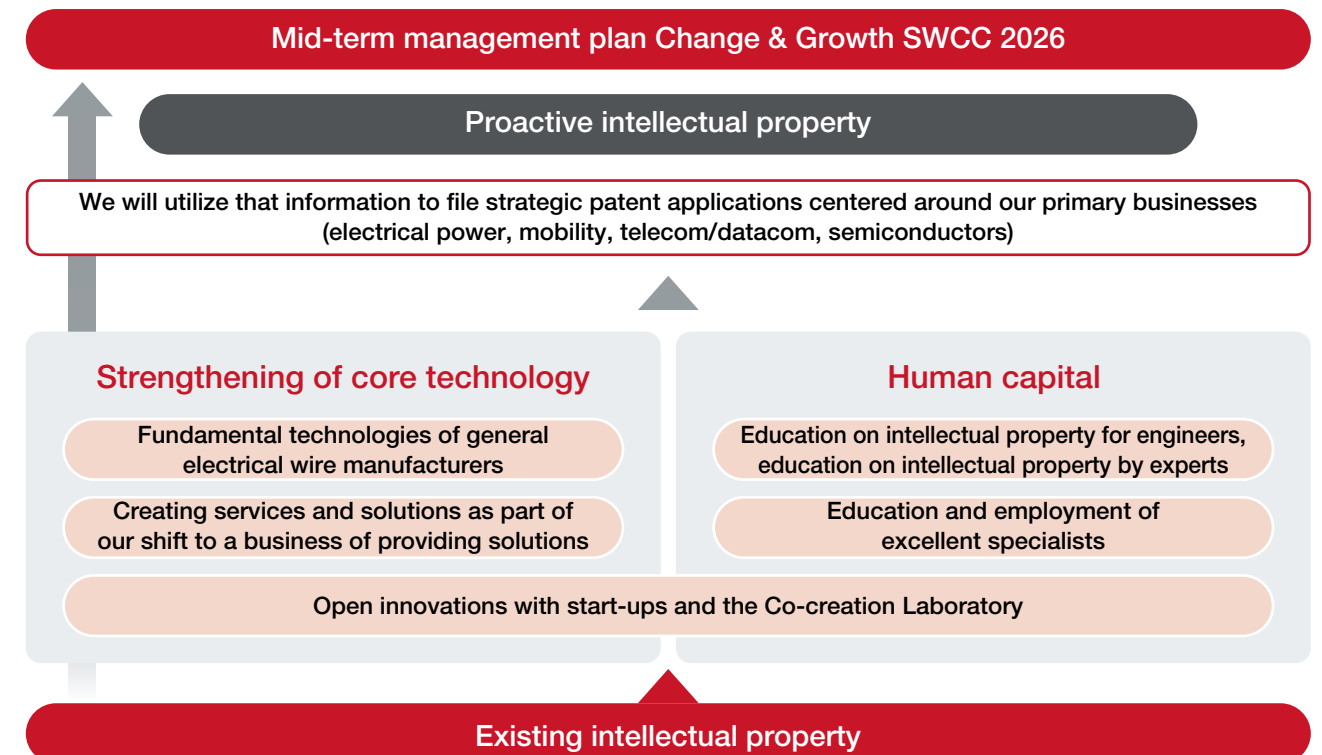 Mid-term management plan Change & Growth SWCC 2026
Proactive intellectual property
We will utilize that information to file strategic patent applications centered around our primary businesses
(electrical power, mobility, telecom/datacom, semiconductors)
Strengthening of core technology
Fundamental technologies of general
electrical wire manufacturers
Creating services and solutions as part of
our shift to a business of providing solutions
Human capital
Education on intellectual property for engineers,
education on intellectual property by experts
Education and employment of
excellent specialists
Open innovations with start-ups and the Co-creation Laboratory
Existing intellectual property